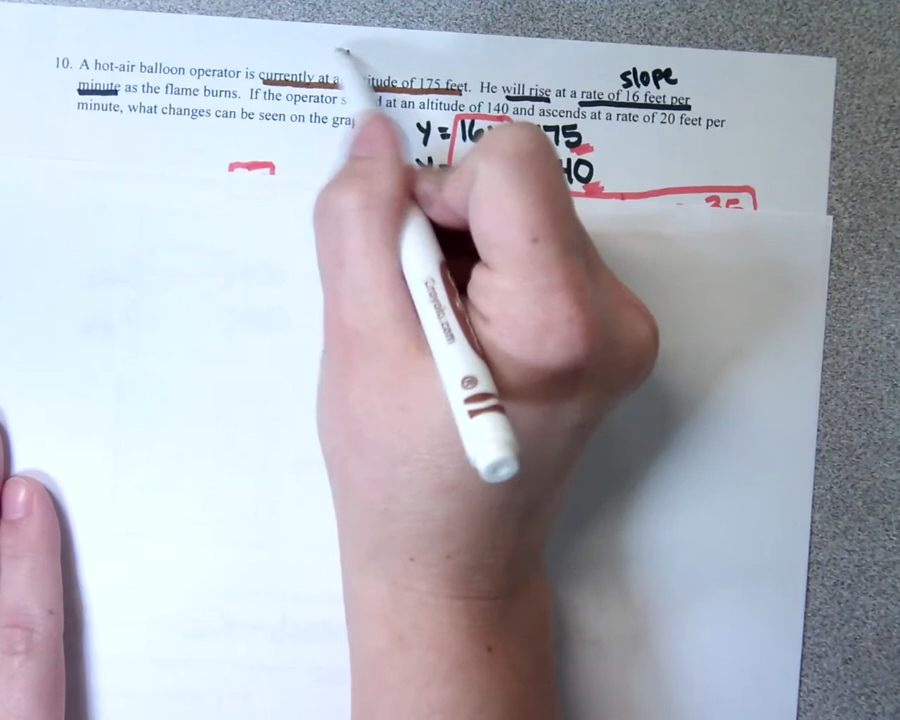 slope
10. A hot-air balloon operator is currently at a itude of 175 feet. He will rise at a rate of 16 feet per
minute as the flame burns. If the operator s d at an altitude of 140 and ascends at a rate of 20 feet per
minute, what changes can be seen on the gra
y = 16 175
40
35
Crayola.com